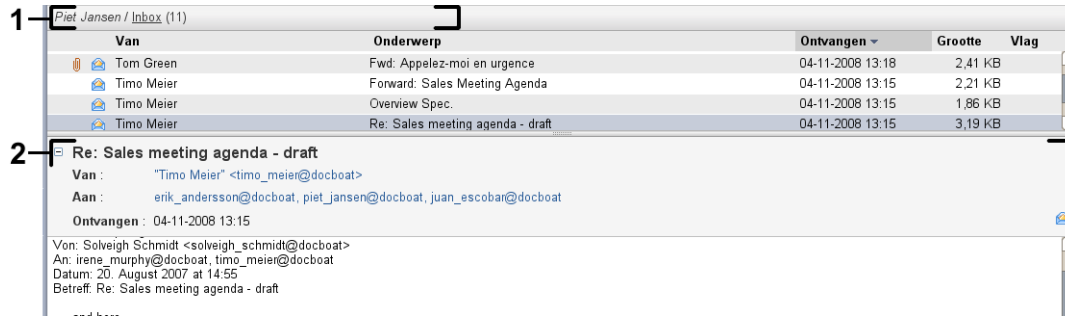 1 Piet Jansen / Inbox (11)
Van Onderwerp Ontvangen Grootte Vlag
Tom Green Fwd: Appelez-moi en urgence 04-11-2008 13:18 2,41 KB
Timo Meier Forward: Sales Meeting Agenda 04-11-2008 13:15 2,21 KB
Timo Meier Overview Spec. 04-11-2008 13:15 1,86 KB
Timo Meier Re: Sales meeting agenda - draft 04-11-2008 13:15 3,19 KB
2 Re: Sales meeting agenda - draft
Van : "Timo Meier" <timo_meier@docboat>
Aan : erik_andersson@docboat, piet_jansen@docboat, juan_escobar@docboat
Ontvangen : 04-11-2008 13:15
Von: Solveigh Schmidt <solveigh_schmidt@docboat>
An: irene_murphy@docboat, timo_meier@docboat
Datum: 20. August 2007 at 14:55
Betreff: Re: Sales meeting agenda - draft